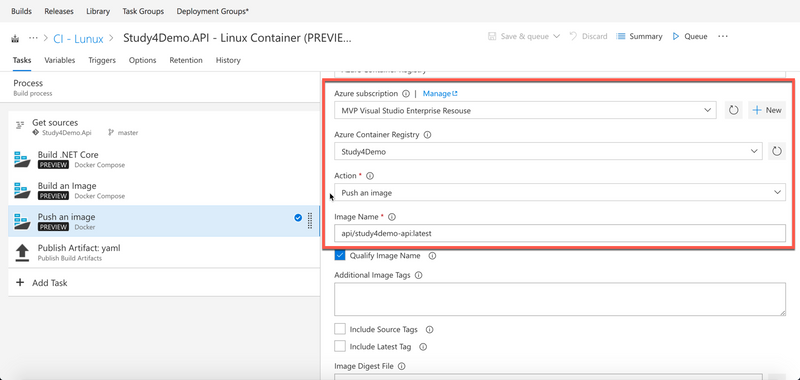 Builds Releases Library Task Groups Deployment Groups*
... > CI - Lunux > Study4Demo.API - Linux Container (PREVIE...
Save & queue Discard Summary Queue ...
Tasks Variables Triggers Options Retention History
Process
Build process
Get sources
Study4Demo.Api master
Build .NET Core
PREVIEW Docker Compose
Build an Image
PREVIEW Docker Compose
Push an image
PREVIEW Docker
Publish Artifact: yaml
Publish Build Artifacts
+ Add Task
Azure Container Registry
Azure subscription | Manage
MVP Visual Studio Enterprise Resouse
+ New
Azure Container Registry
Study4Demo
Action *
Push an image
Image Name *
api/study4demo-api:latest
Qualify Image Name
Additional Image Tags
Include Source Tags
Include Latest Tag
Image Digest File